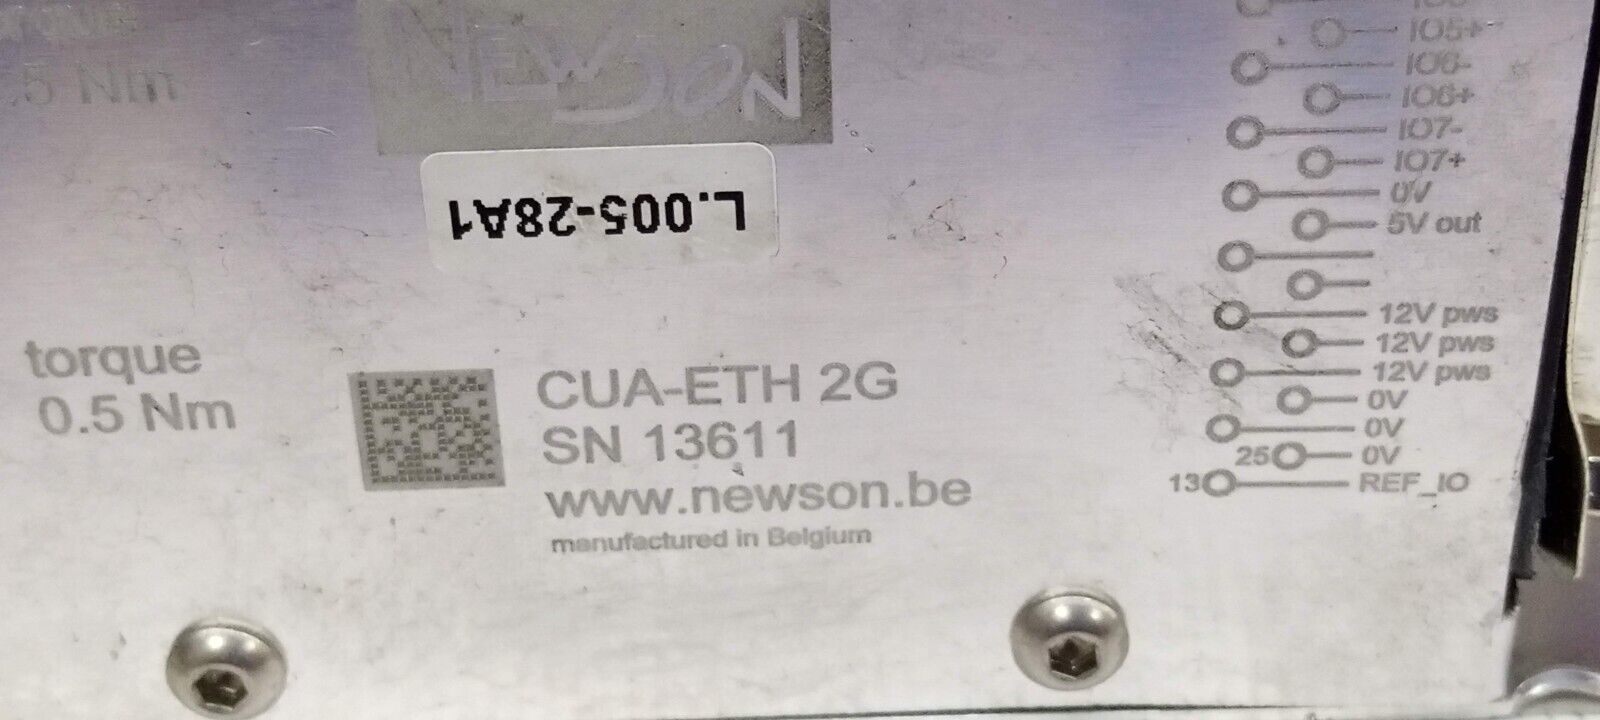 .5 Nm
NEWSON
L.005-28A1
torque
0.5 Nm
CUA-ETH 2G
SN 13611
www.newson.be
manufactured in Belgium
IO5+
IO6-
IO6+
IO7-
IO7+
0V
5V out
12V pws
12V pws
12V pws
0V
0V
25 0V
13 REF_IO